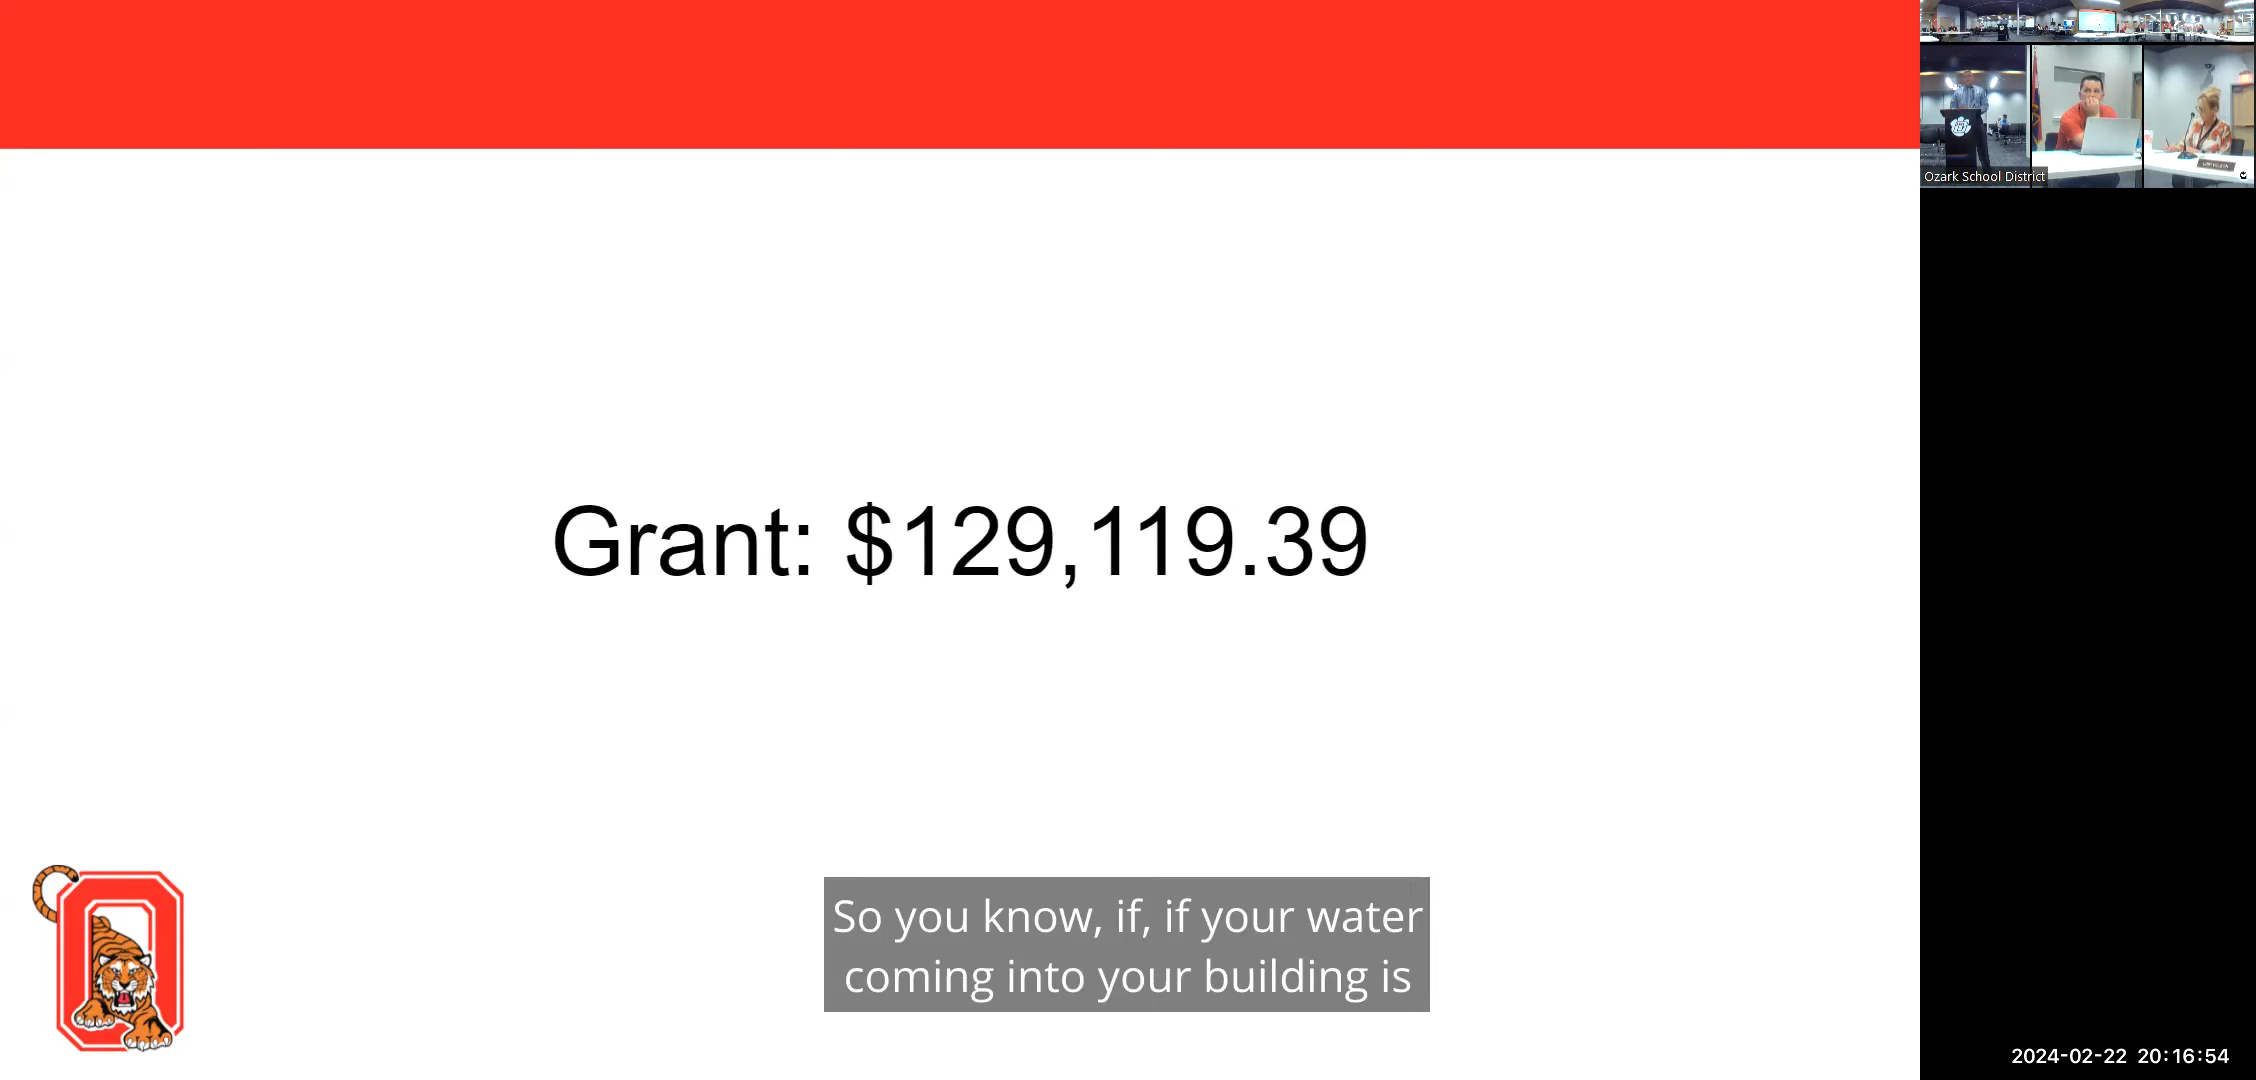 Grant: $129,119.39
So you know, if, if your water
coming into your building is
Ozark School District
2024-02-22 20:16:54